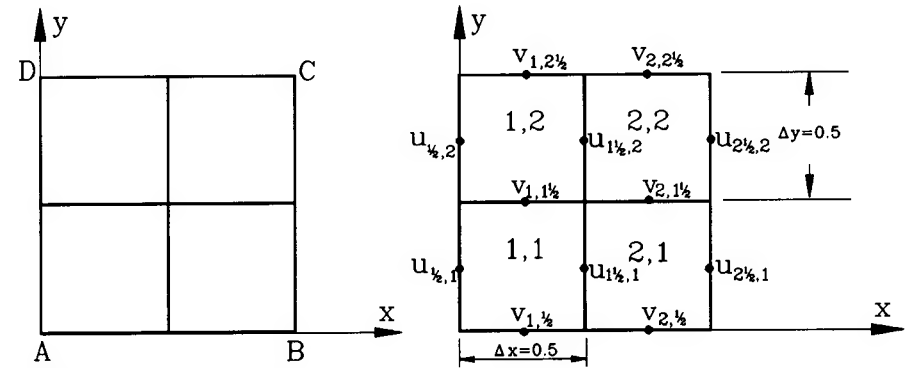 y
D
C
A
B
x
y
v1,2½
v2,2½
1,2
2,2
u½,2
u1½,2
u2½,2
Δy=0.5
v1,1½
v2,1½
1,1
2,1
u½,1
u1½,1
u2½,1
v1,½
v2,½
x
Δx=0.5